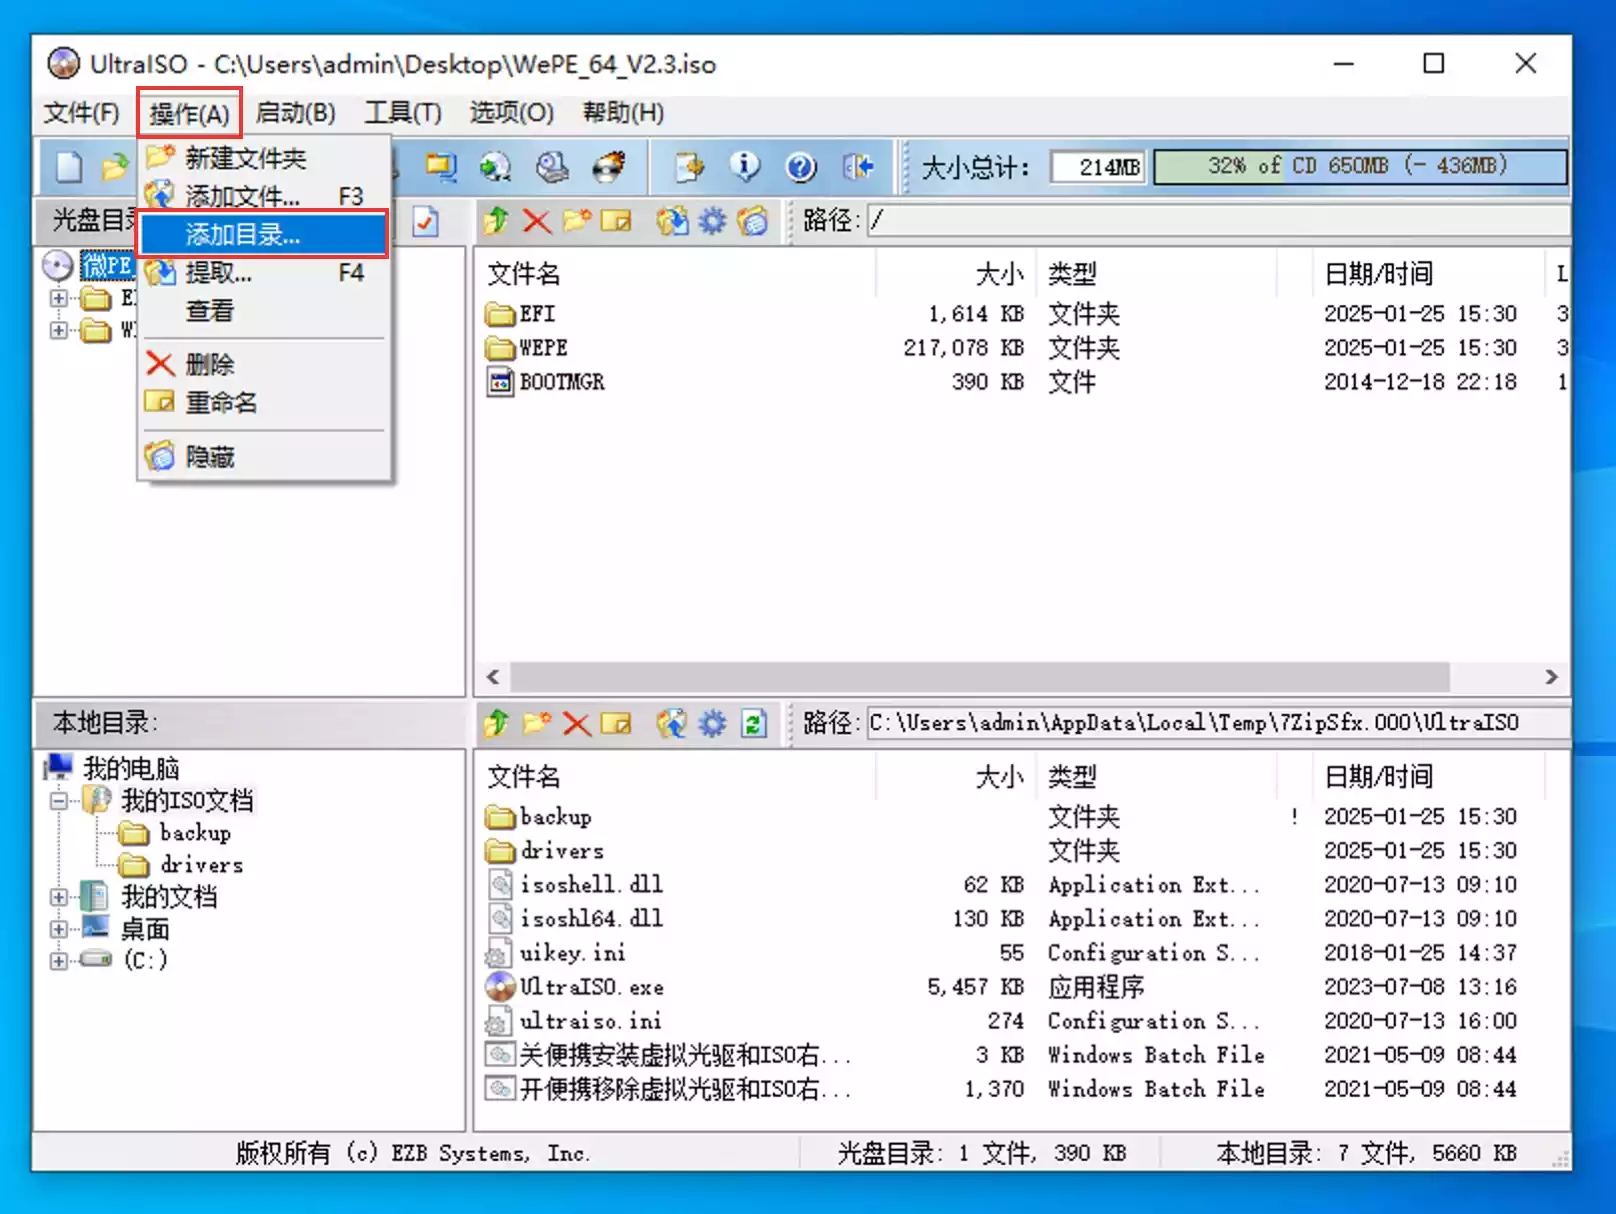 UltraISO - C:\Users\admin\Desktop\WePE_64_V2.3.iso
文件(F) 操作(A) 启动(B) 工具(T) 选项(O) 帮助(H)
新建文件夹
添加文件... F3
添加目录...
提取... F4
查看
删除
重命名
隐藏
大小总计: 214MB 32% of CD 650MB (- 436MB)
光盘目录
路径: /
微PE
文件名 大小 类型 日期/时间 L
EFI 1,614 KB 文件夹 2025-01-25 15:30 3
WEPE 217,078 KB 文件夹 2025-01-25 15:30 3
BOOTMGR 390 KB 文件 2014-12-18 22:18 1
本地目录:
路径: C:\Users\admin\AppData\Local\Temp\7ZipSfx.000\UltraISO
我的电脑
我的ISO文档
backup
drivers
我的文档
桌面
(C:)
文件名 大小 类型 日期/时间
backup 文件夹 ! 2025-01-25 15:30
drivers 文件夹 2025-01-25 15:30
isoshell.dll 62 KB Application Ext... 2020-07-13 09:10
isoshl64.dll 130 KB Application Ext... 2020-07-13 09:10
uikey.ini 55 Configuration S... 2018-01-25 14:37
UltraISO.exe 5,457 KB 应用程序 2023-07-08 13:16
ultraiso.ini 274 Configuration S... 2020-07-13 16:00
关便携安装虚拟光驱和ISO右... 3 KB Windows Batch File 2021-05-09 08:44
开便携移除虚拟光驱和ISO右... 1,370 Windows Batch File 2021-05-09 08:44
版权所有 (c) EZB Systems, Inc. 光盘目录: 1 文件, 390 KB 本地目录: 7 文件, 5660 KB